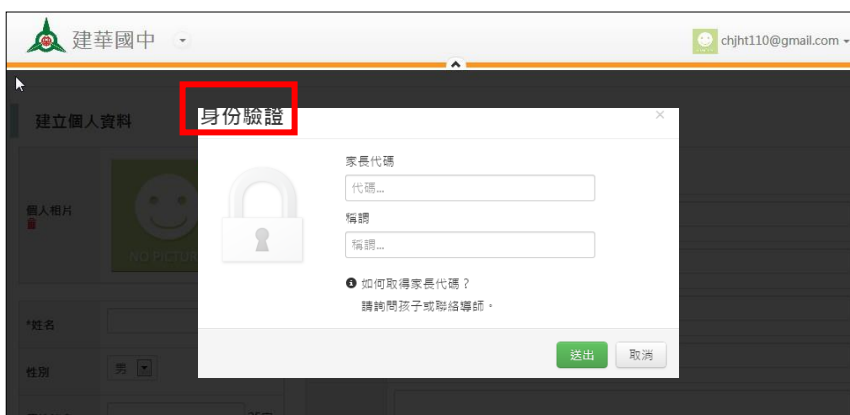 建華國中
chjht110@gmail.com
建立個人資料
身份驗證
家長代碼
代碼...
個人相片
稱謂
稱謂...
NO PICTUR
如何取得家長代碼？
請詢問孩子或聯絡導師。
*姓名
送出
取消
性別
男